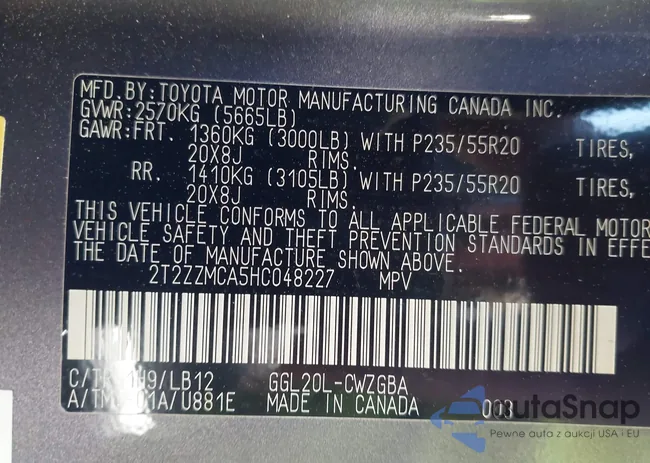 MFD.BY:TOYOTA MOTOR MANUFACTURING CANADA INC.
GVWR:2570KG (5665LB)
GAWR:FRT. 1360KG (3000LB) WITH P235/55R20 TIRES,
20X8J RIMS.
RR. 1410KG (3105LB) WITH P235/55R20 TIRES,
20X8J RIMS.
THIS VEHICLE CONFORMS TO ALL APPLICABLE FEDERAL MOTOR
VEHICLE SAFETY AND THEFT PREVENTION STANDARDS IN EFFE
THE DATE OF MANUFACTURE SHOWN ABOVE.
2T2ZZMCA5HC048227 MPV
GGL20L-CWZGBA
MADE IN CANADA 003
autaSnap
Pewne auta z aukcji USA i EU